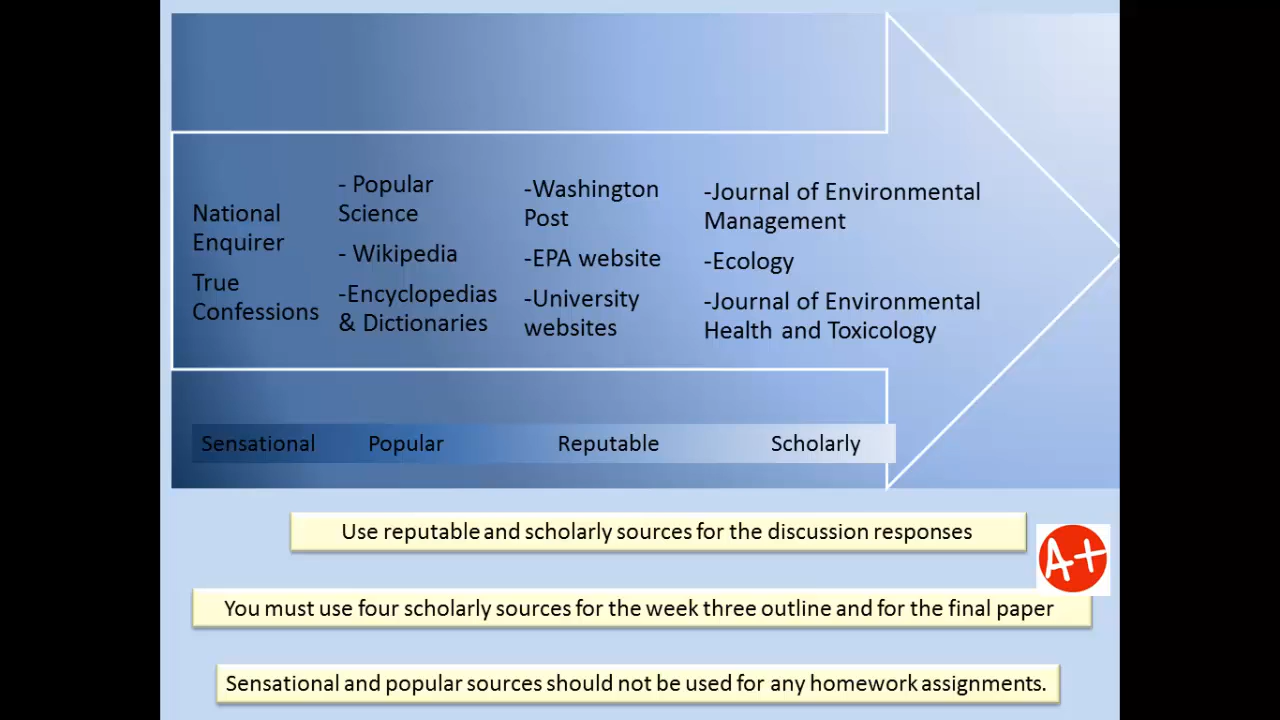 National
Enquirer
True
Confessions
- Popular
Science
- Wikipedia
-Encyclopedias
& Dictionaries
-Washington
Post
-EPA website
-University
websites
-Journal of Environmental
Management
-Ecology
-Journal of Environmental
Health and Toxicology
Sensational
Popular
Reputable
Scholarly
Use reputable and scholarly sources for the discussion responses
A+
You must use four scholarly sources for the week three outline and for the final paper
Sensational and popular sources should not be used for any homework assignments.